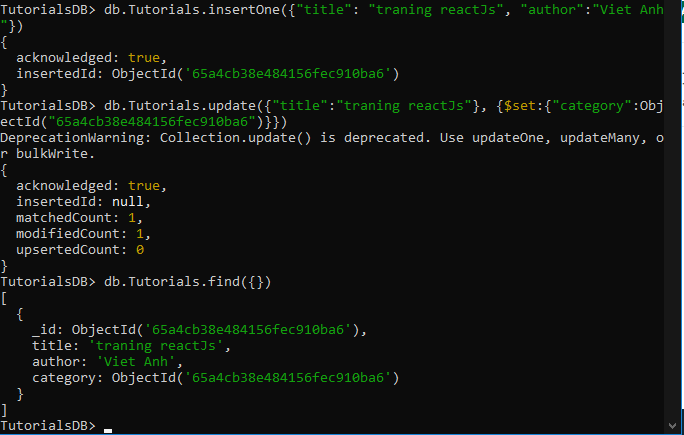 TutorialsDB> db.Tutorials.insertOne({"title": "traning reactJs", "author":"Viet Anh
"})
{
  acknowledged: true,
  insertedId: ObjectId('65a4cb38e484156fec910ba6')
}
TutorialsDB> db.Tutorials.update({"title":"traning reactJs"}, {$set:{"category":Obj
ectId("65a4cb38e484156fec910ba6")}})
DeprecationWarning: Collection.update() is deprecated. Use updateOne, updateMany, o
r bulkWrite.
{
  acknowledged: true,
  insertedId: null,
  matchedCount: 1,
  modifiedCount: 1,
  upsertedCount: 0
}
TutorialsDB> db.Tutorials.find({})
[
  {
    _id: ObjectId('65a4cb38e484156fec910ba6'),
    title: 'traning reactJs',
    author: 'Viet Anh',
    category: ObjectId('65a4cb38e484156fec910ba6')
  }
]
TutorialsDB>